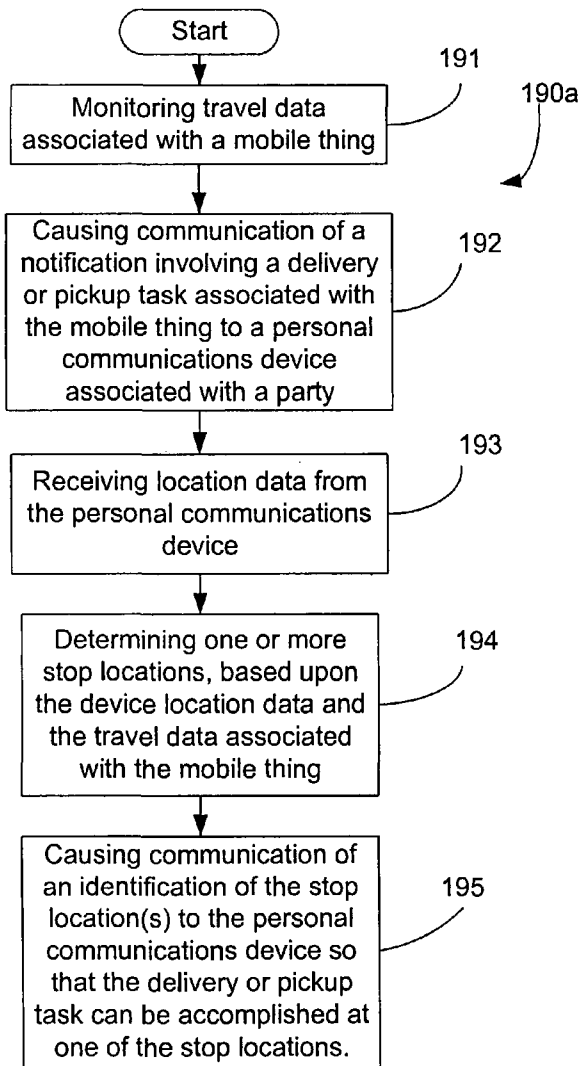 Start
191
190a
Monitoring travel data
associated with a mobile thing
192
Causing communication of a
notification involving a delivery
or pickup task associated with
the mobile thing to a personal
communications device
associated with a party
193
Receiving location data from
the personal communications
device
194
Determining one or more
stop locations, based upon
the device location data and
the travel data associated
with the mobile thing
195
Causing communication of
an identification of the stop
location(s) to the personal
communications device so
that the delivery or pickup
task can be accomplished at
one of the stop locations.